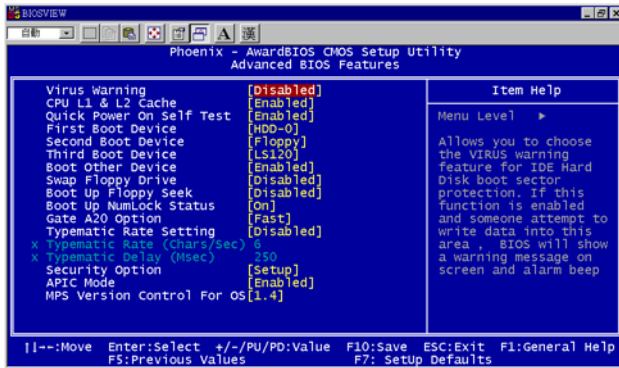 BIOSVIEW
自動
A
漢
Phoenix - AwardBIOS CMOS Setup Utility
Advanced BIOS Features
Virus Warning [Disabled]
CPU L1 & L2 Cache [Enabled]
Quick Power On Self Test [Enabled]
First Boot Device [HDD-0]
Second Boot Device [Floppy]
Third Boot Device [LS120]
Boot Other Device [Enabled]
Swap Floppy Drive [Disabled]
Boot Up Floppy Seek [Disabled]
Boot Up NumLock Status [On]
Gate A20 Option [Fast]
Typematic Rate Setting [Disabled]
x Typematic Rate (Chars/Sec) 6
x Typematic Delay (Msec) 250
Security Option [Setup]
APIC Mode [Enabled]
MPS Version Control For OS[1.4]
Item Help
Menu Level ►
Allows you to choose
the VIRUS warning
feature for IDE Hard
Disk boot sector
protection. If this
function is enabled
and someone attempt to
write data into this
area , BIOS will show
a warning message on
screen and alarm beep
||--:Move Enter:Select +/-/PU/PD:Value F10:Save ESC:Exit F1:General Help
F5:Previous Values F7: SetUp Defaults